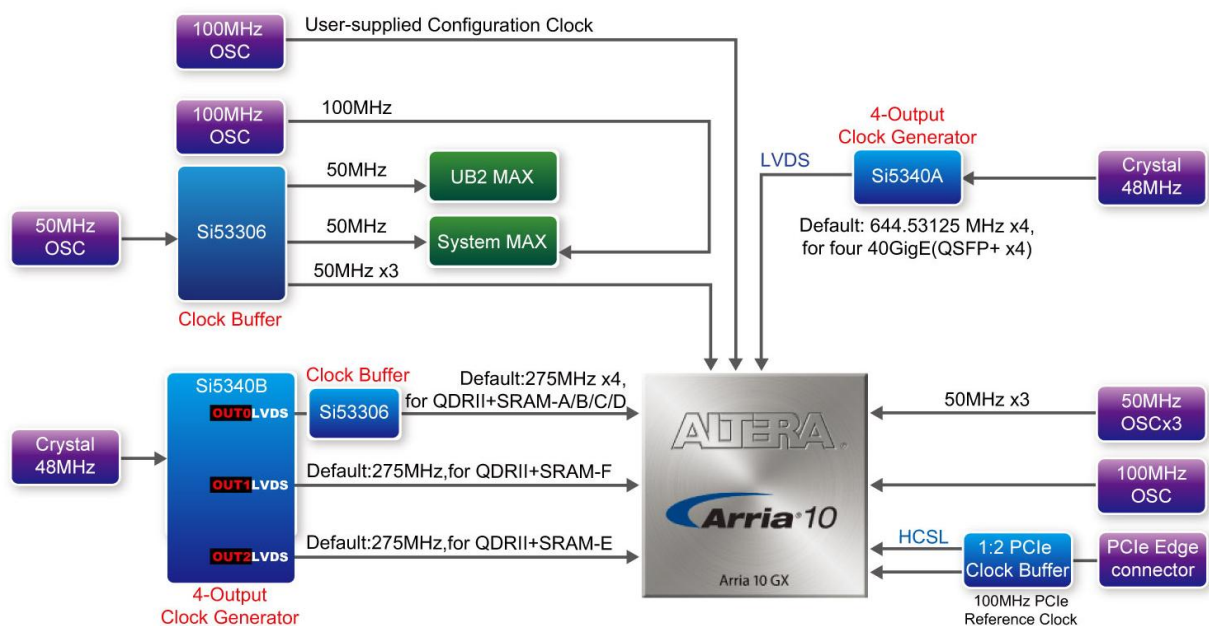 100MHz
OSC
User-supplied Configuration Clock
100MHz
OSC
100MHz
50MHz
OSC
Si53306
Clock Buffer
50MHz
UB2 MAX
50MHz
System MAX
50MHz x3
4-Output
Clock Generator
LVDS
Si5340A
Crystal
48MHz
Default: 644.53125 MHz x4,
for four 40GigE(QSFP+ x4)
Crystal
48MHz
Si5340B
OUT0LVDS
OUT1LVDS
OUT2LVDS
4-Output
Clock Generator
Clock Buffer
Si53306
Default:275MHz x4,
for QDRII+SRAM-A/B/C/D
Default:275MHz,for QDRII+SRAM-F
Default:275MHz,for QDRII+SRAM-E
ALTERA®
Arria® 10
Arria 10 GX
50MHz x3
50MHz
OSCx3
100MHz
OSC
HCSL
1:2 PCIe
Clock Buffer
PCIe Edge
connector
100MHz PCIe
Reference Clock